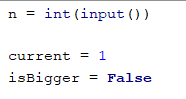 n = int(input())
current = 1
isBigger = False